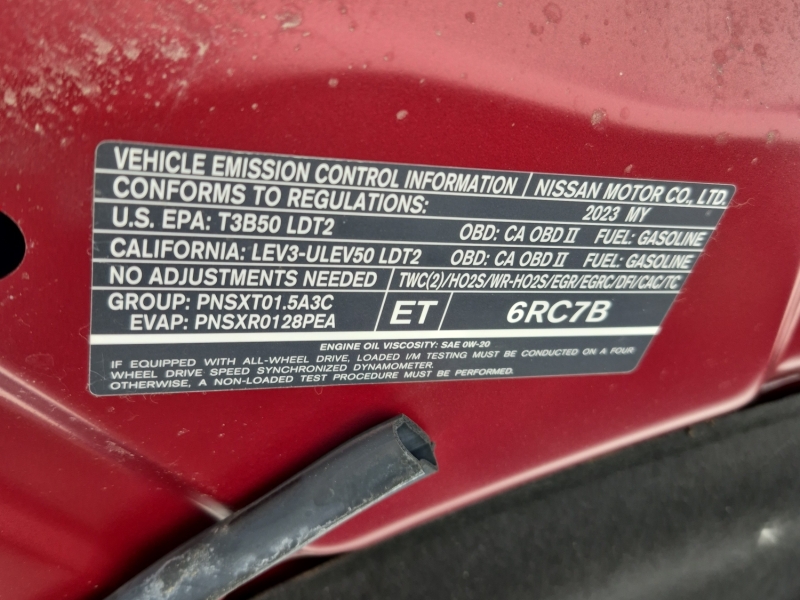 VEHICLE EMISSION CONTROL INFORMATION NISSAN MOTOR CO., LTD.
CONFORMS TO REGULATIONS: 2023 MY
U.S. EPA: T3B50 LDT2 OBD: CA OBD II FUEL: GASOLINE
CALIFORNIA: LEV3-ULEV50 LDT2 OBD: CA OBD II FUEL: GASOLINE
NO ADJUSTMENTS NEEDED TWC(2)/HO2S/WR-HO2S/EGR/EGRC/DFI/CAC/TC
GROUP: PNSXT01.5A3C
EVAP: PNSXR0128PEA
ET 6RC7B
ENGINE OIL VISCOSITY: SAE 0W-20
IF EQUIPPED WITH ALL-WHEEL DRIVE, LOADED I/M TESTING MUST BE CONDUCTED ON A FOUR
WHEEL DRIVE SPEED SYNCHRONIZED DYNAMOMETER.
OTHERWISE, A NON-LOADED TEST PROCEDURE MUST BE PERFORMED.